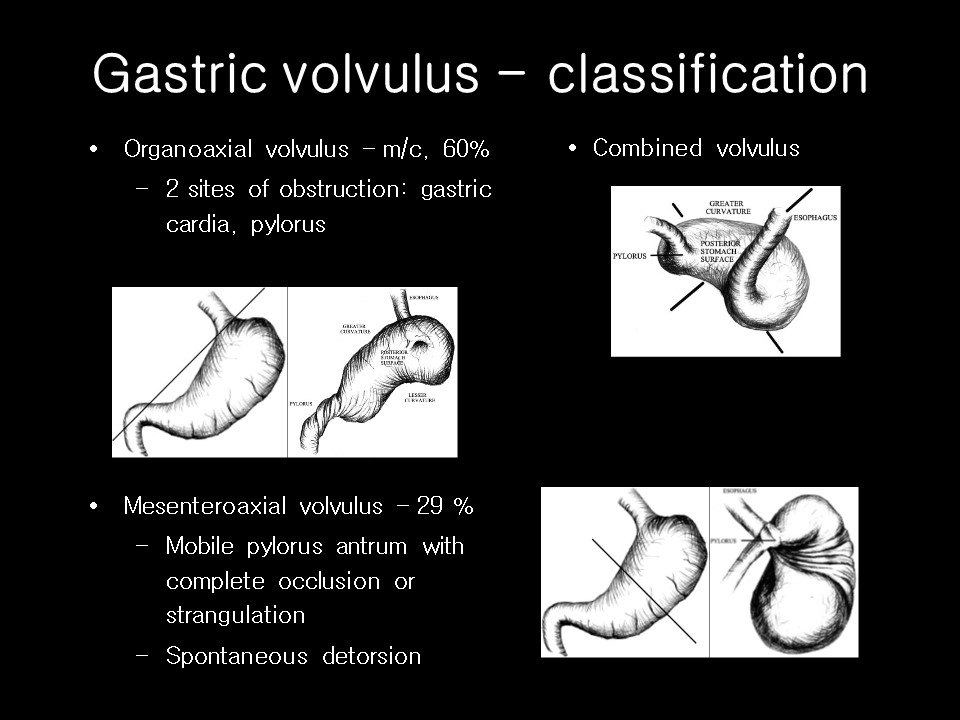 Gastric volvulus - classification
• Organoaxial volvulus - m/c, 60%
- 2 sites of obstruction: gastric
cardia, pylorus
ESOPHAGUS
GREATER
CURVATURE
POSTERIOR
STOMACH
SURFACE
LESSER
CURVATURE
PYLORUS
• Mesenteroaxial volvulus - 29 %
- Mobile pylorus antrum with
complete occlusion or
strangulation
- Spontaneous detorsion
• Combined volvulus
GREATER
CURVATURE
ESOPHAGUS
POSTERIOR
STOMACH
SURFACE
PYLORUS
ESOPHAGUS
PYLORUS